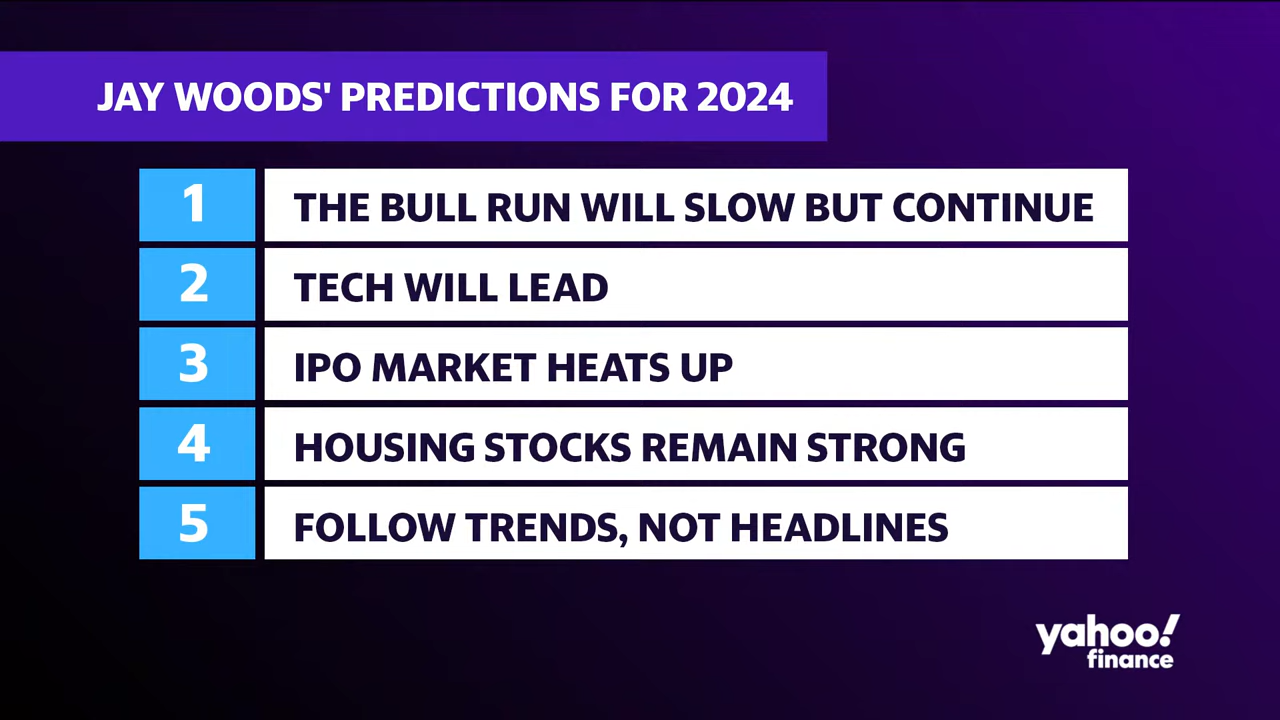 JAY WOODS' PREDICTIONS FOR 2024
1 THE BULL RUN WILL SLOW BUT CONTINUE
2 TECH WILL LEAD
3 IPO MARKET HEATS UP
4 HOUSING STOCKS REMAIN STRONG
5 FOLLOW TRENDS, NOT HEADLINES
yahoo!
finance